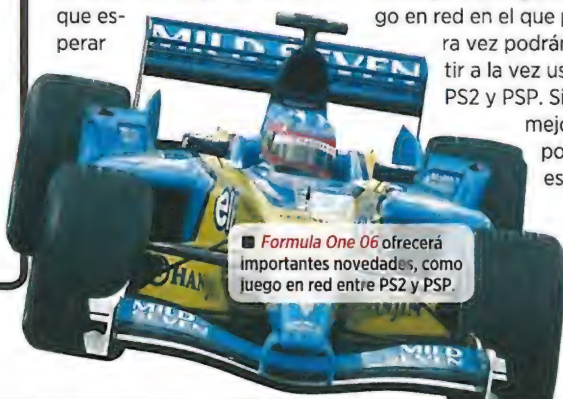 que es-
perar
go en red en el que p
ra vez podrán
tir a la vez us
PS2 y PSP. Si
mejo
po
es
MILD SEVEN
■ Formula One 06 ofrecerá
importantes novedades, como
juego en red entre PS2 y PSP.
MILD
SEVEN